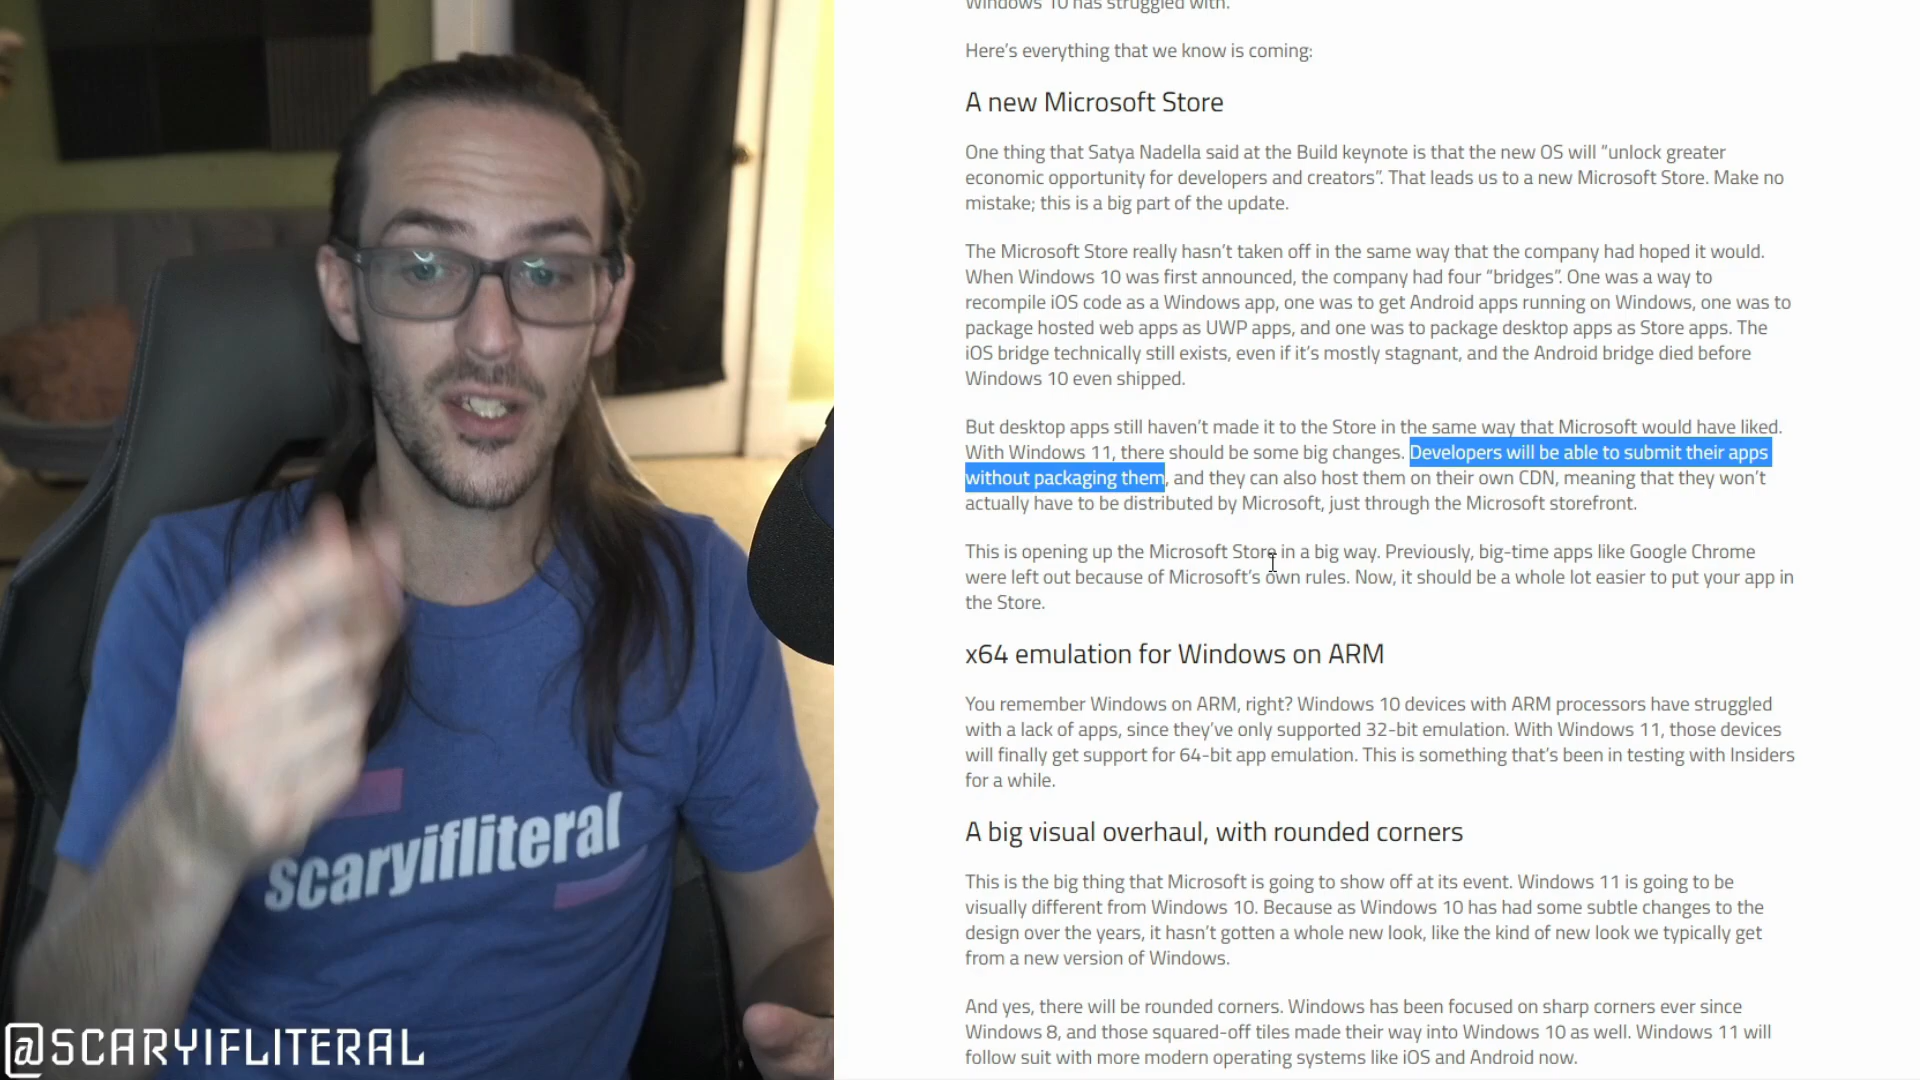 Windows 10 has struggled with.
Here's everything that we know is coming:
A new Microsoft Store
One thing that Satya Nadella said at the Build keynote is that the new OS will “unlock greater
economic opportunity for developers and creators”. That leads us to a new Microsoft Store. Make no
mistake; this is a big part of the update.
The Microsoft Store really hasn't taken off in the same way that the company had hoped it would.
When Windows 10 was first announced, the company had four “bridges”. One was a way to
recompile iOS code as a Windows app, one was to get Android apps running on Windows, one was to
package hosted web apps as UWP apps, and one was to package desktop apps as Store apps. The
iOS bridge technically still exists, even if it's mostly stagnant, and the Android bridge died before
Windows 10 even shipped.
But desktop apps still haven't made it to the Store in the same way that Microsoft would have liked.
With Windows 11, there should be some big changes. Developers will be able to submit their apps
without packaging them, and they can also host them on their own CDN, meaning that they won't
actually have to be distributed by Microsoft, just through the Microsoft storefront.
This is opening up the Microsoft Store in a big way. Previously, big-time apps like Google Chrome
were left out because of Microsoft's own rules. Now, it should be a whole lot easier to put your app in
the Store.
x64 emulation for Windows on ARM
You remember Windows on ARM, right? Windows 10 devices with ARM processors have struggled
with a lack of apps, since they've only supported 32-bit emulation. With Windows 11, those devices
will finally get support for 64-bit app emulation. This is something that's been in testing with Insiders
for a while.
A big visual overhaul, with rounded corners
This is the big thing that Microsoft is going to show off at its event. Windows 11 is going to be
visually different from Windows 10. Because as Windows 10 has had some subtle changes to the
design over the years, it hasn't gotten a whole new look, like the kind of new look we typically get
from a new version of Windows.
And yes, there will be rounded corners. Windows has been focused on sharp corners ever since
Windows 8, and those squared-off tiles made their way into Windows 10 as well. Windows 11 will
follow suit with more modern operating systems like iOS and Android now.
scaryifliteral
@SCARYIFLITERAL